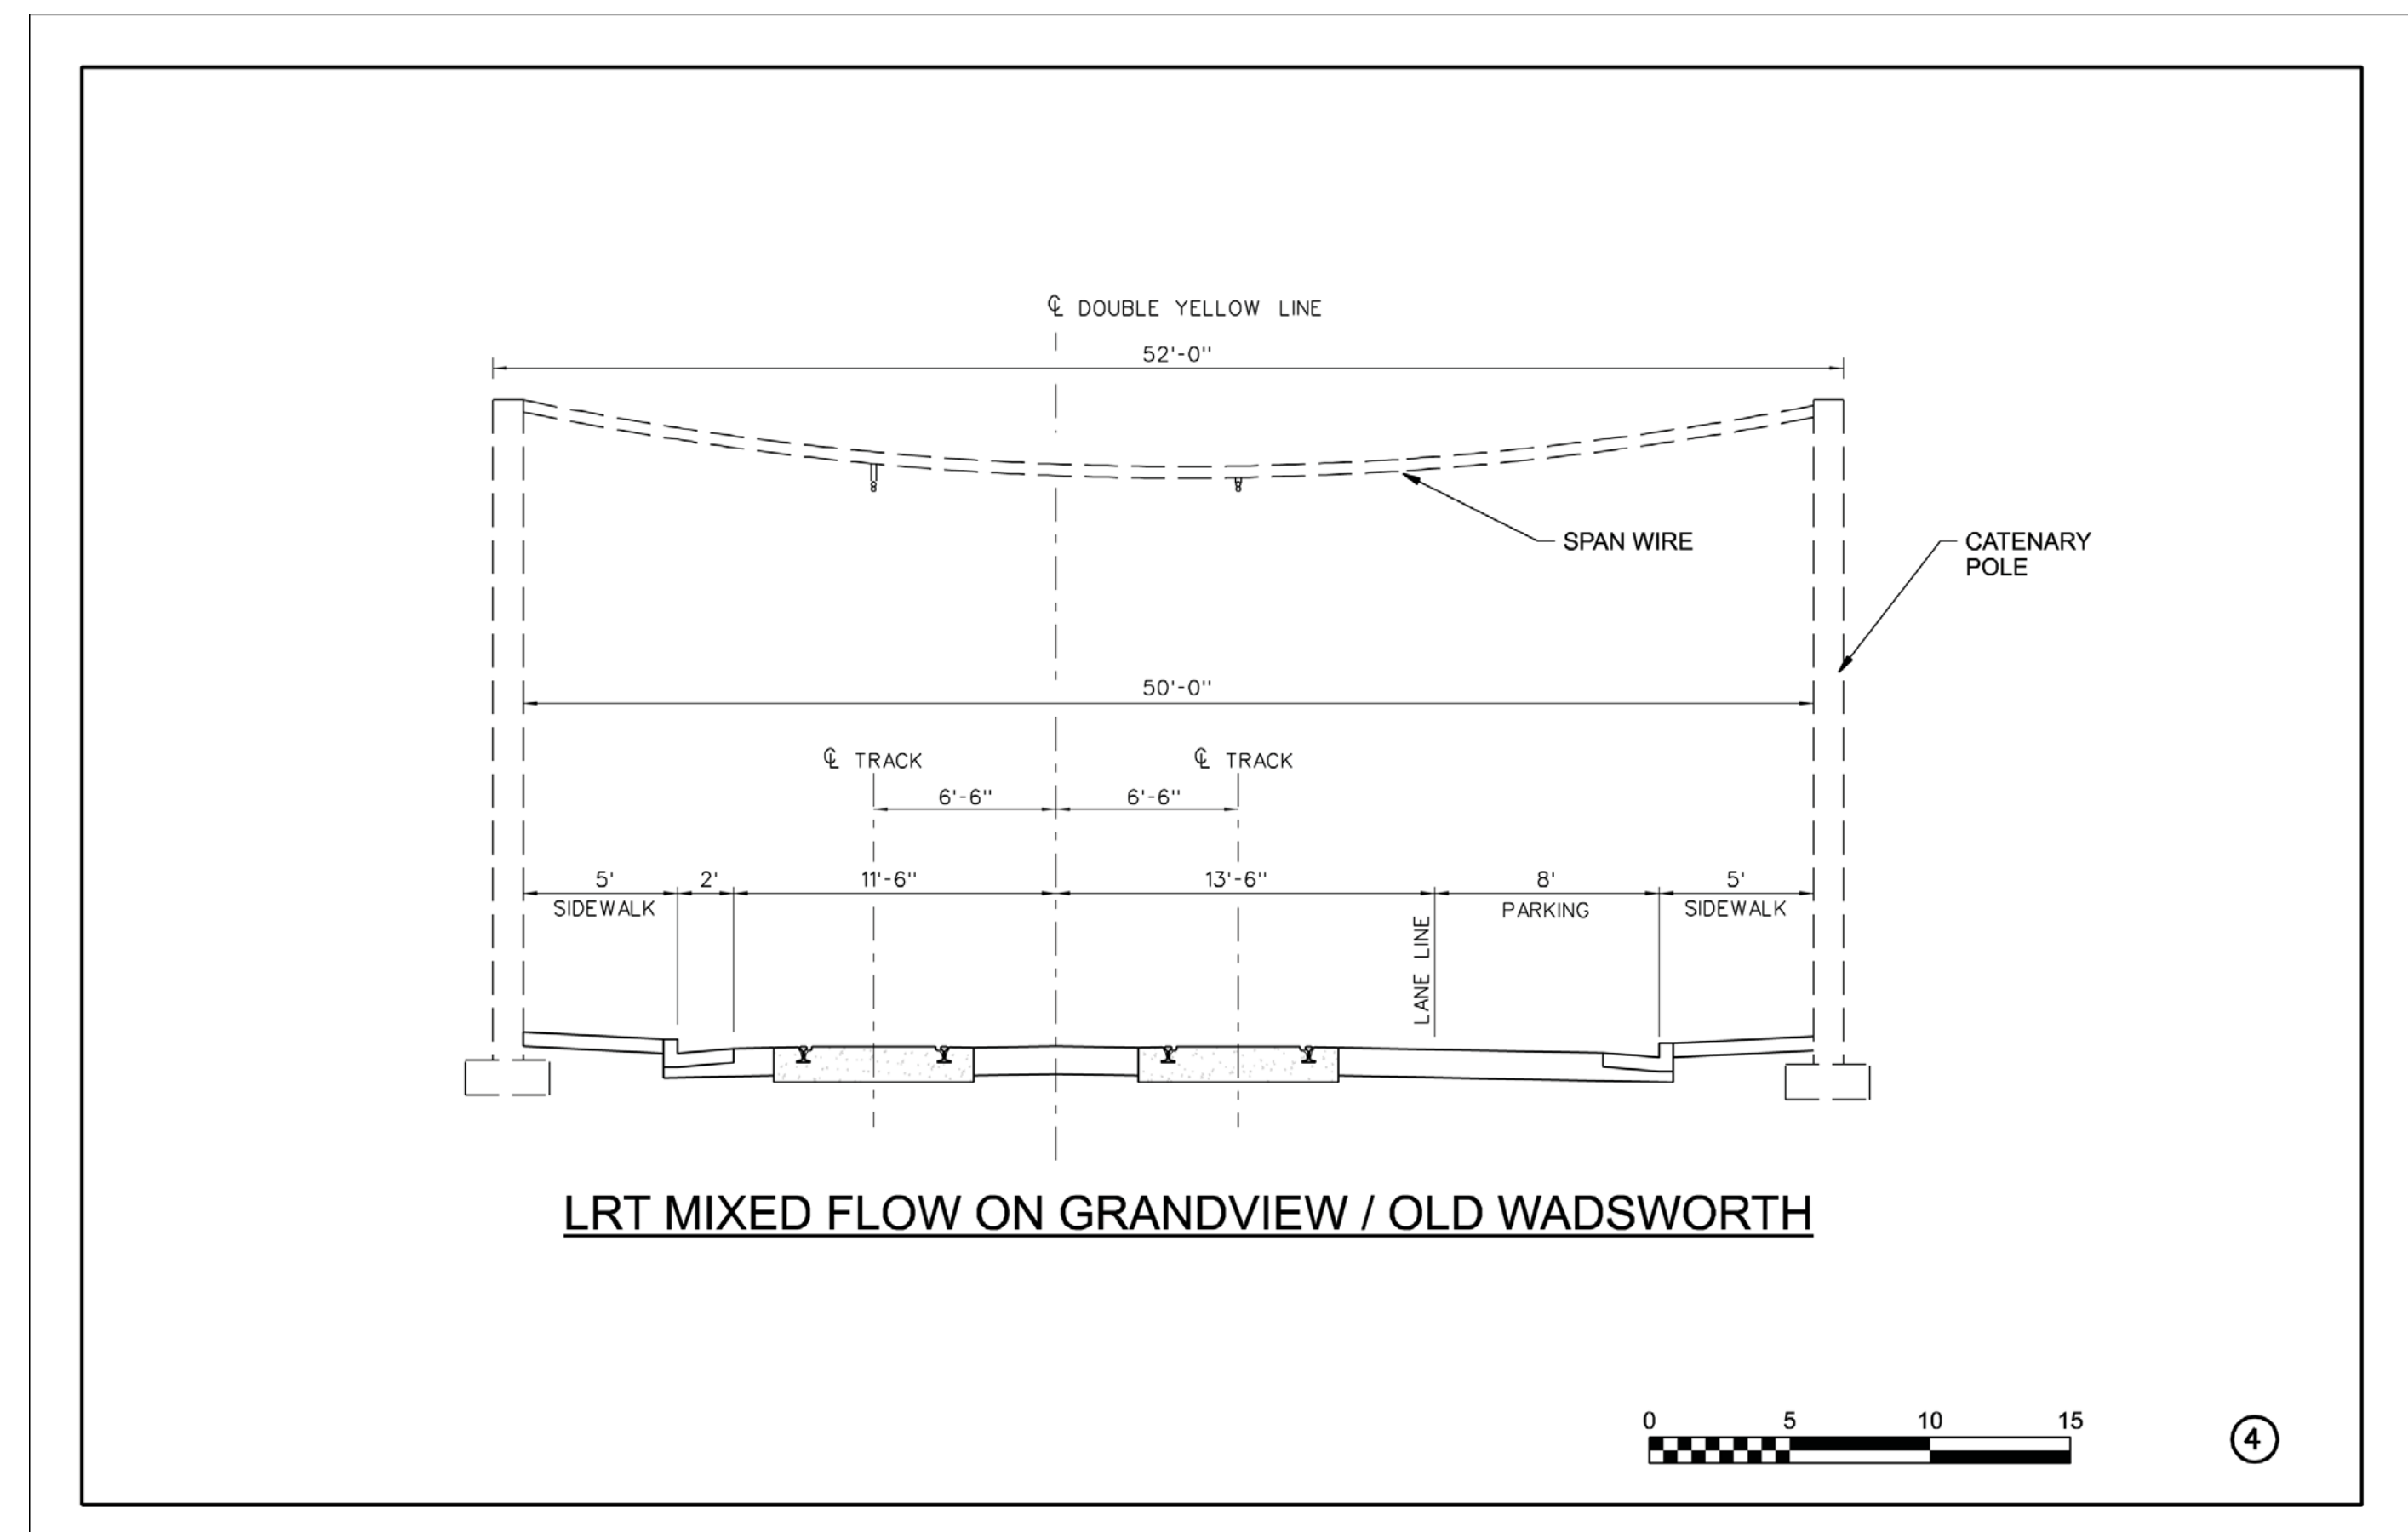 ℄ DOUBLE YELLOW LINE
52'-0"
SPAN WIRE
CATENARY
POLE
50'-0"
℄ TRACK
℄ TRACK
6'-6"
6'-6"
5'
2'
11'-6"
13'-6"
8'
5'
SIDEWALK
PARKING
SIDEWALK
LANE LINE
LRT MIXED FLOW ON GRANDVIEW / OLD WADSWORTH
0 5 10 15
4